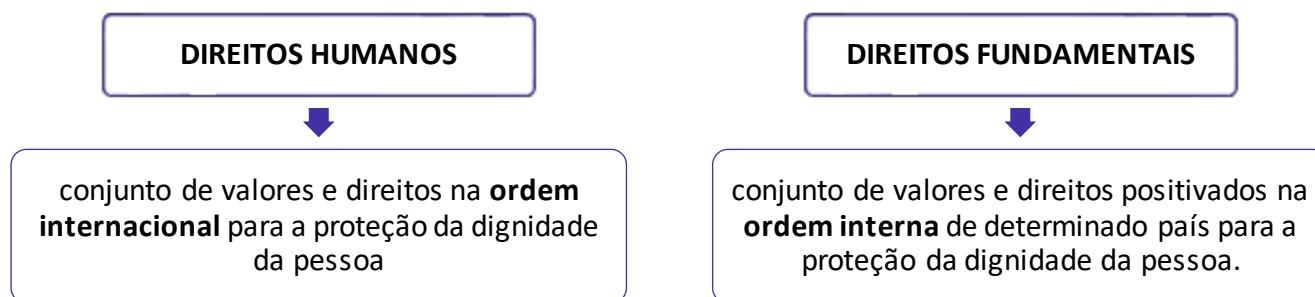 DIREITOS HUMANOS
conjunto de valores e direitos na ordem
internacional para a proteção da dignidade
da pessoa
DIREITOS FUNDAMENTAIS
conjunto de valores e direitos positivados na
ordem interna de determinado país para a
proteção da dignidade da pessoa.